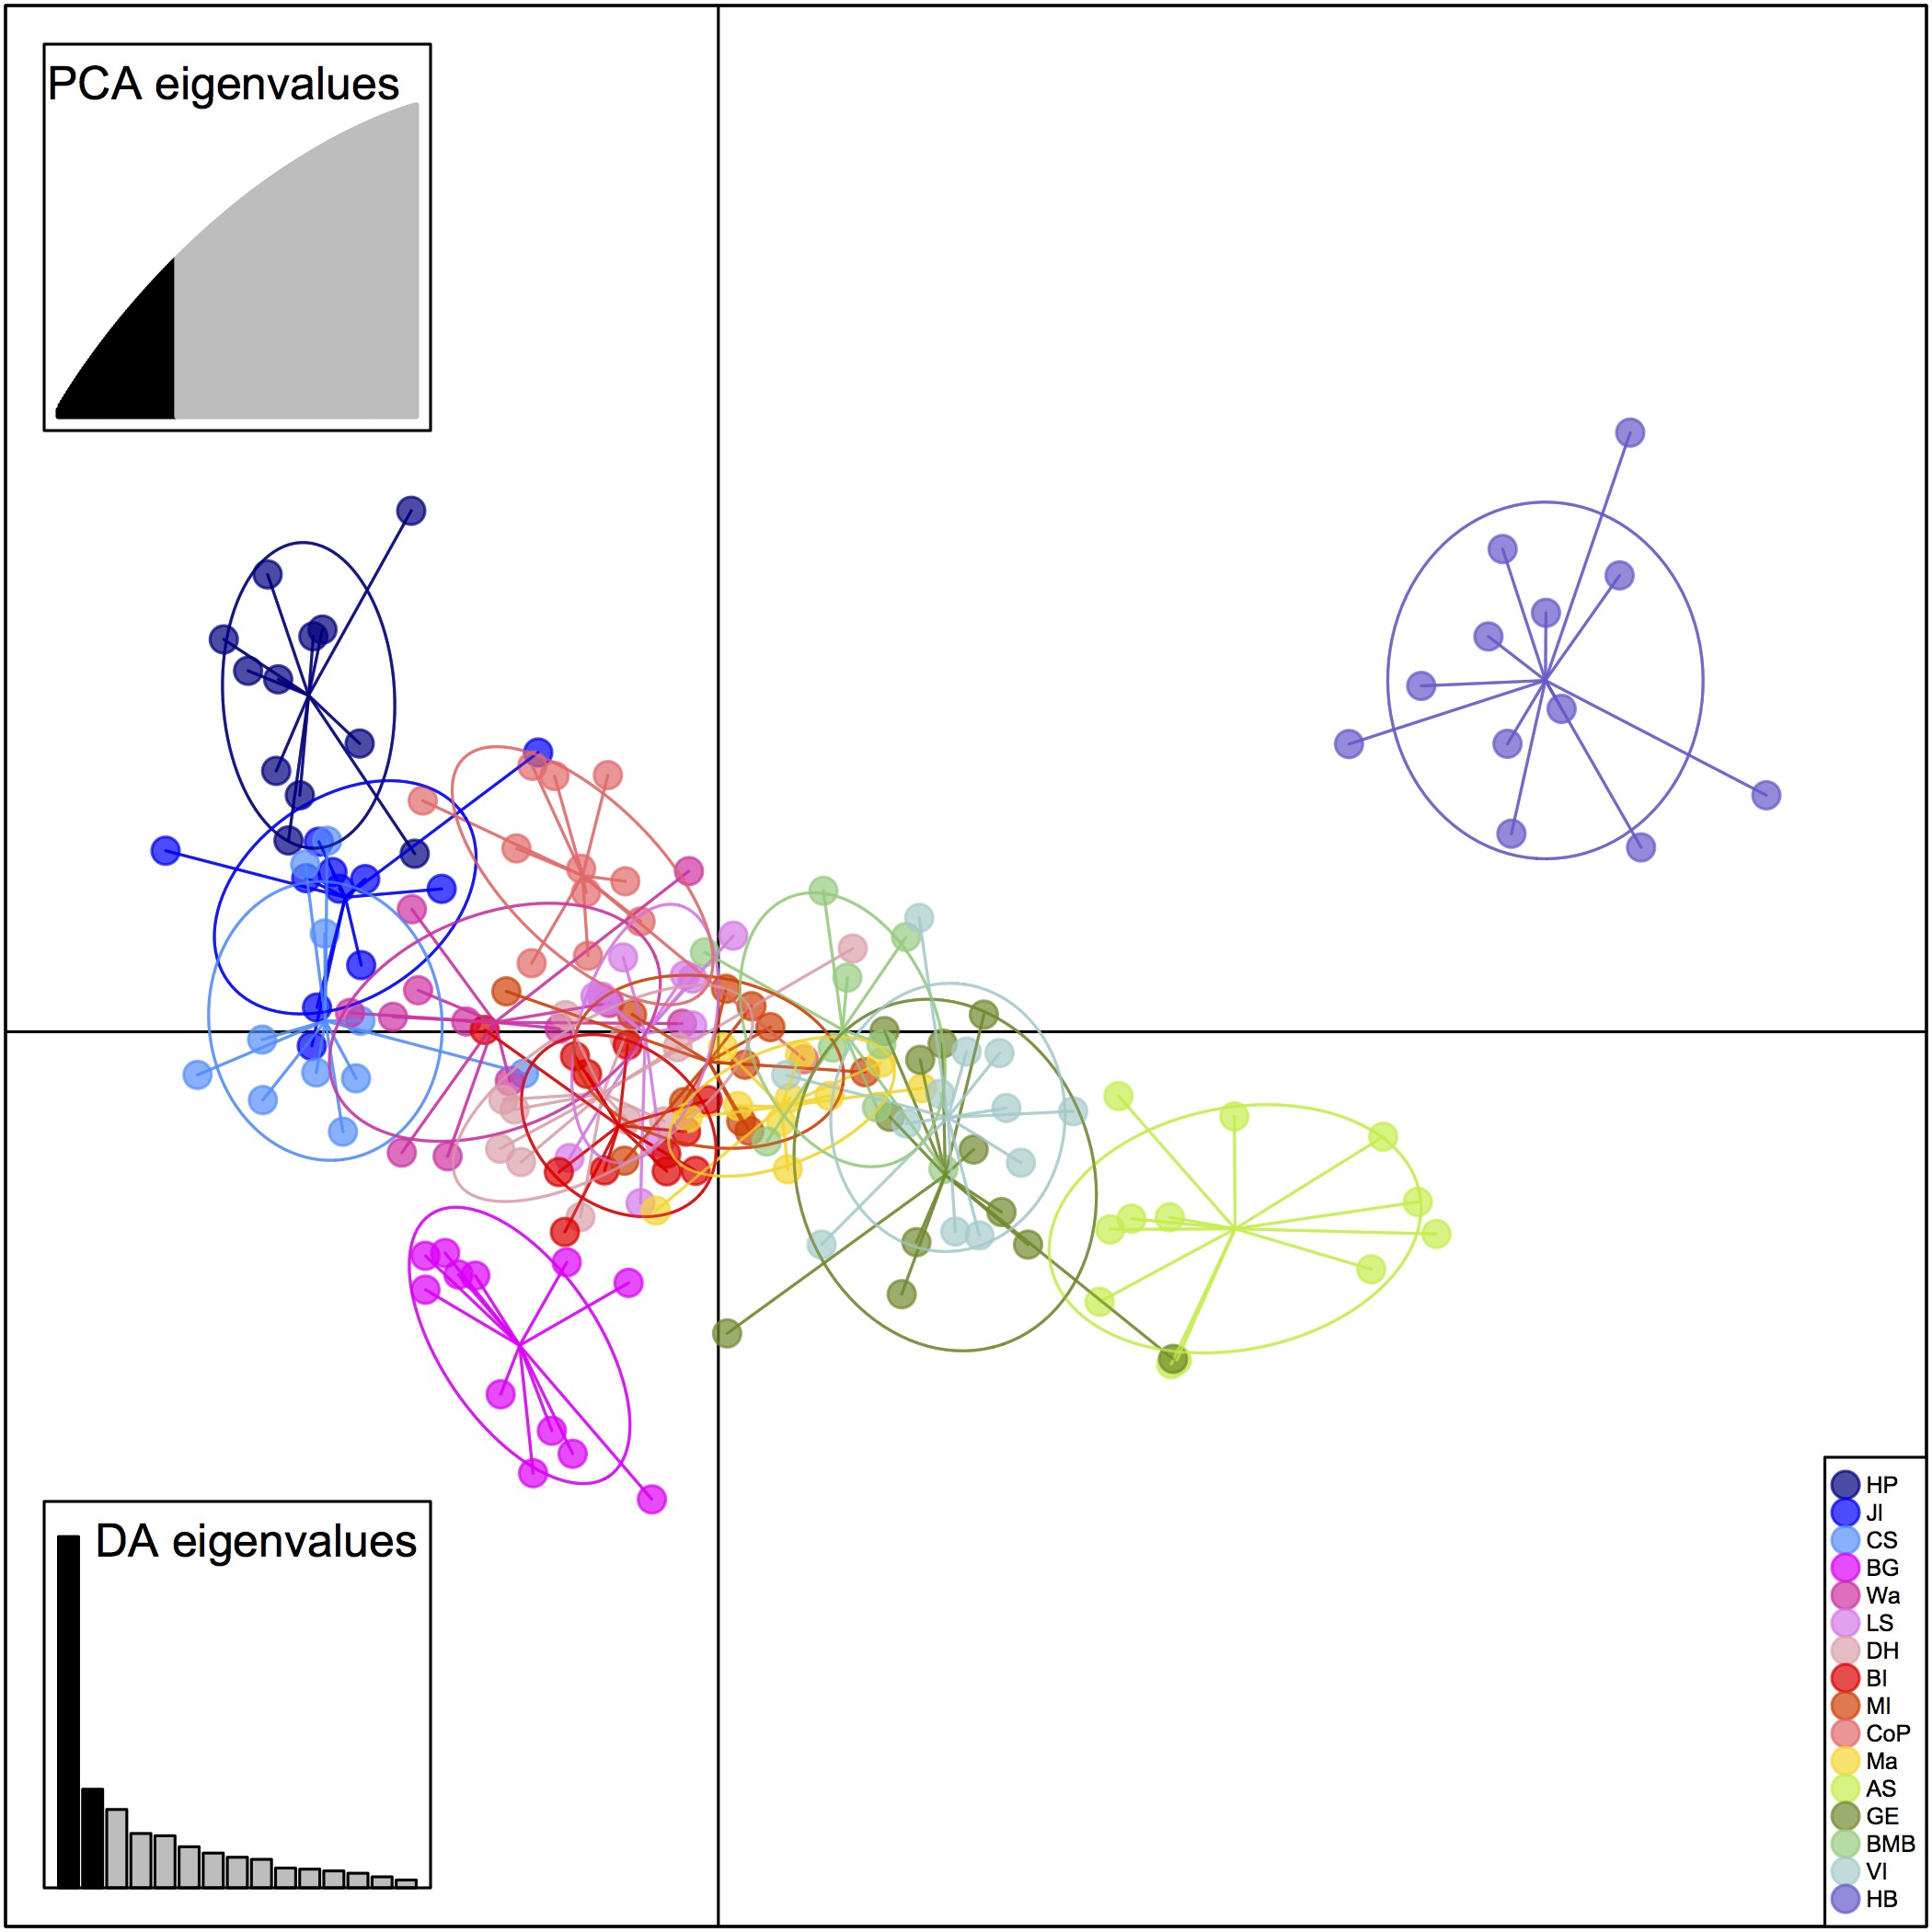 PCA eigenvalues
DA eigenvalues
HP
JI
CS
BG
Wa
LS
DH
BI
MI
CoP
Ma
AS
GE
BMB
VI
HB